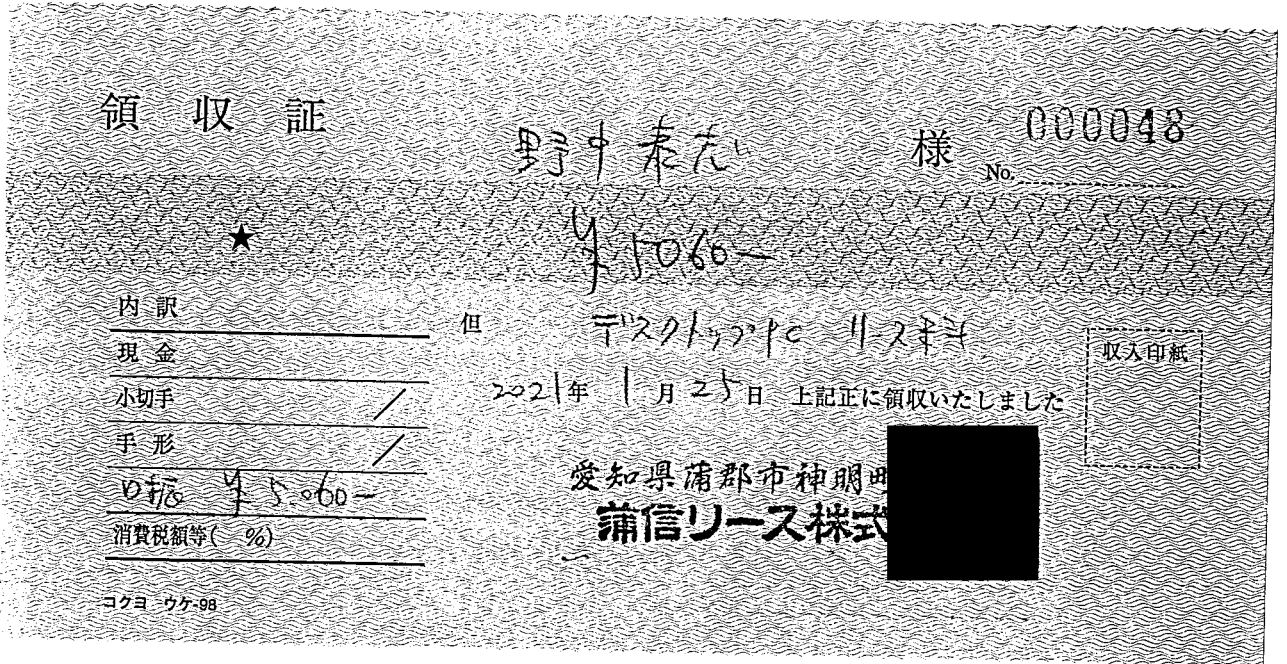 領収証
野中泰志 様
No. 000048
★
¥5,060-
内訳
現金
小切手 /
手形 /
口振 ¥5,060-
消費税額等( %)
コクヨ ウケ-98
但 デスクトップPC リース料
2021年1月25日 上記正に領収いたしました
収入印紙
愛知県蒲郡市神明町
蒲信リース株式